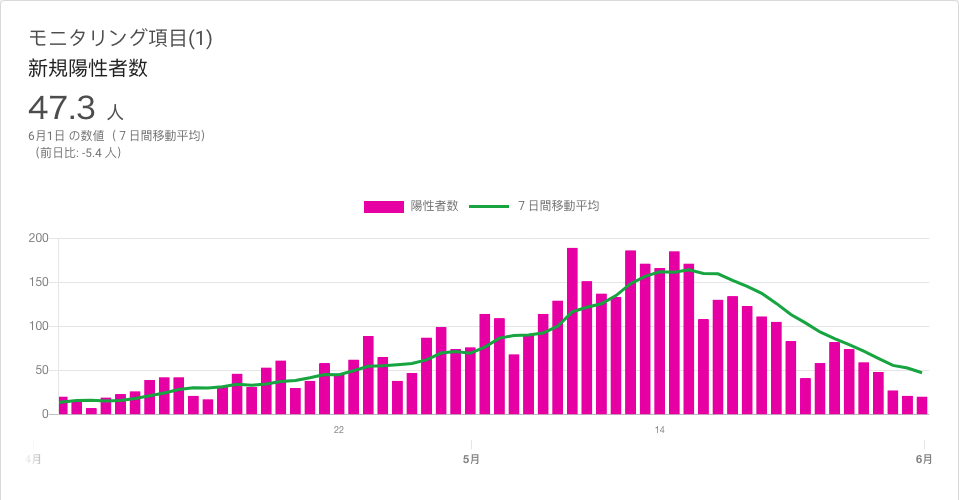 モニタリング項目(1)
新規陽性者数
47.3 人
6月1日 の数値（７日間移動平均）
（前日比: -5.4 人）
陽性者数 ７日間移動平均
200
150
100
50
0
22 14
4月 5月 6月